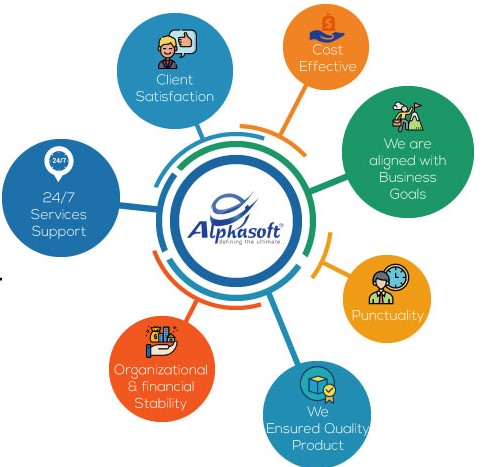 Client
Satisfaction
Cost
Effective
We are
aligned with
Business
Goals
24/7
24/7
Services
Support
Alphasoft®
defining the ultimate...
Punctuality
Organizational
& financial
Stability
We
Ensured Quality
Product